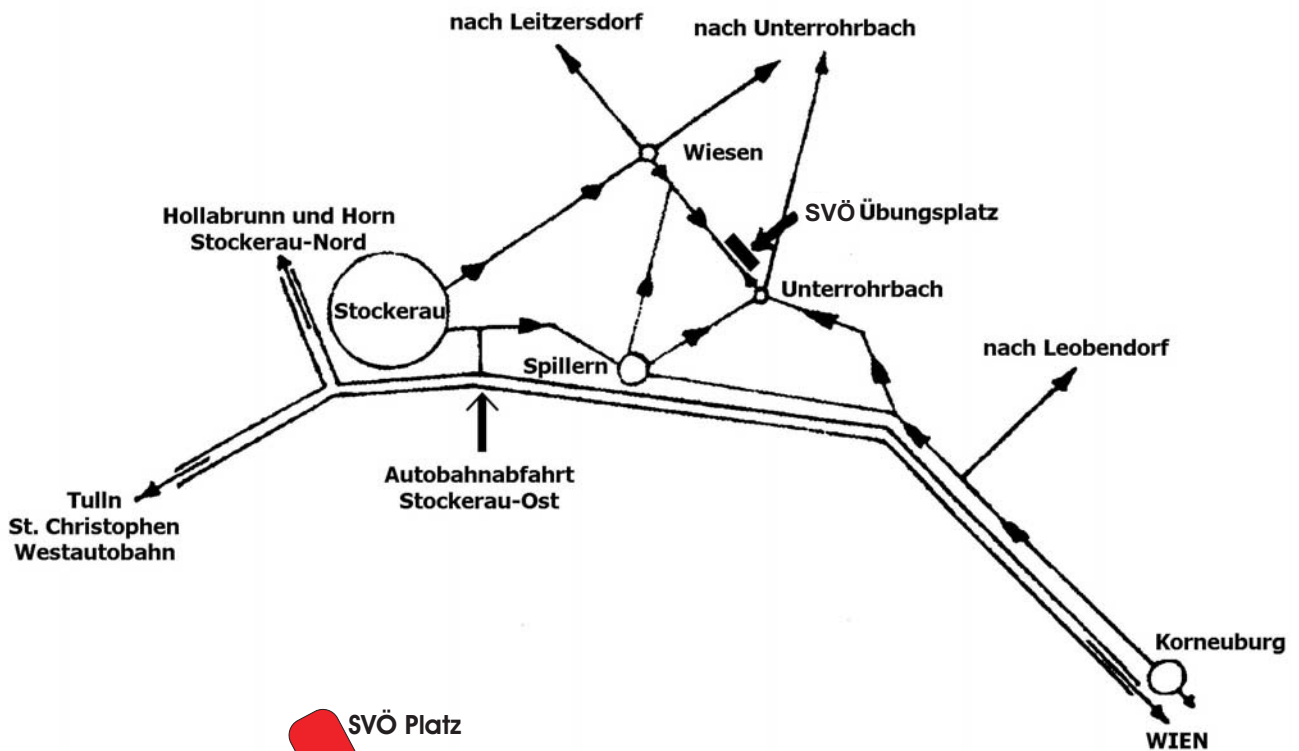 nach Leitzersdorf
nach Unterrohrbach
Wiesen
SVÖ Übungsplatz
Hollabrunn und Horn
Stockerau-Nord
Stockerau
Unterrohrbach
nach Leobendorf
Spillern
Autobahnabfahrt
Stockerau-Ost
Tulln
St. Christophen
Westautobahn
Korneuburg
WIEN
SVÖ Platz